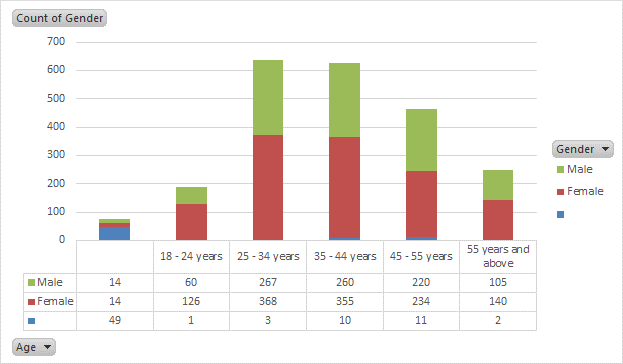 Count of Gender
700
600
500
400
300
200
100
0
Gender
Male
Female
18 - 24 years 25 - 34 years 35 - 44 years 45 - 55 years 55 years and
above
Male 14 60 267 260 220 105
Female 14 126 368 355 234 140
49 1 3 10 11 2
Age